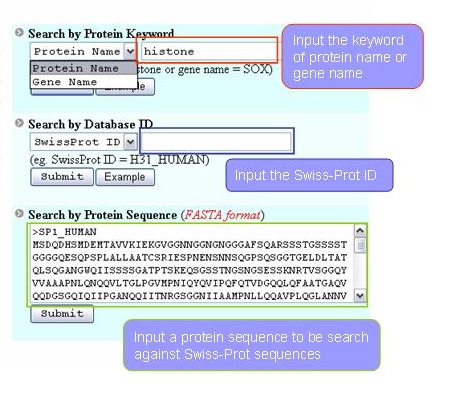 Search by Protein Keyword
Protein Name histone
Input the keyword
of protein name or
gene name
Protein Name
stone or gene name = SOX)
Gene Name
Example
Search by Database ID
SwissProt ID
(eg. SwissProt ID = H31_HUMAN)
Submit Example
Input the Swiss-Prot ID
Search by Protein Sequence (FASTA format)
>SP1_HUMAN
MSDQDHSMDEMTAVVKIEKGVGGNNGGNGNGGGAFSQARSSSTGSSSST
GGGGQESQPSPLALLAATCSRIESPNENSNNSQGPSQSGGTGELDLTAT
QLSQGANGWQIISSSSGATPTSKEQSGSSTNGSNGSESSKNRTVSGGQY
VVAAAPNLQNQQVLTGLPGVMPNIQYQVIPQFQTVDGQQLQFAATGAQV
QQDGSGQIQIIPGANQQIITNRGSGGNIIAAMPNLLQQAVPLQGLANNV
Submit
Input a protein sequence to be search
against Swiss-Prot sequences